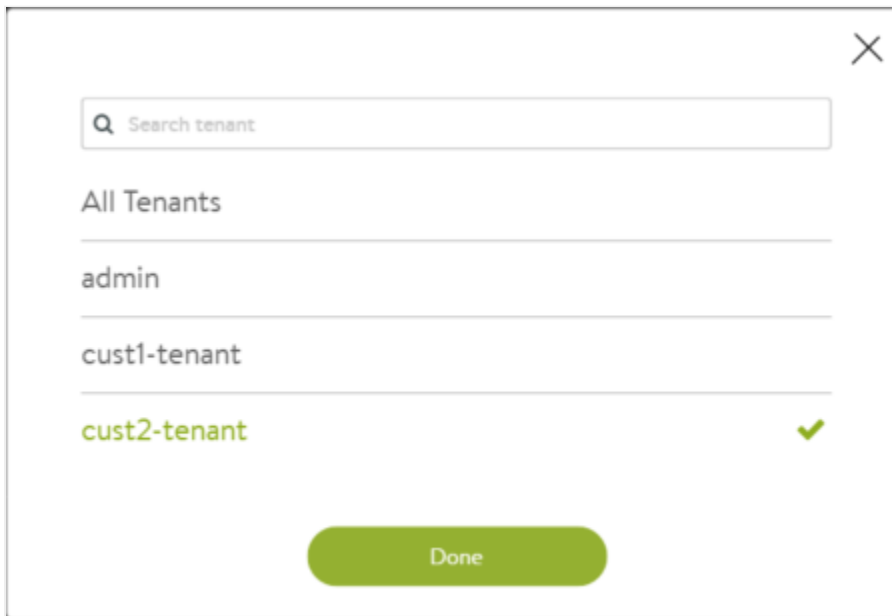 Search tenant
All Tenants
admin
cust1-tenant
cust2-tenant
Done